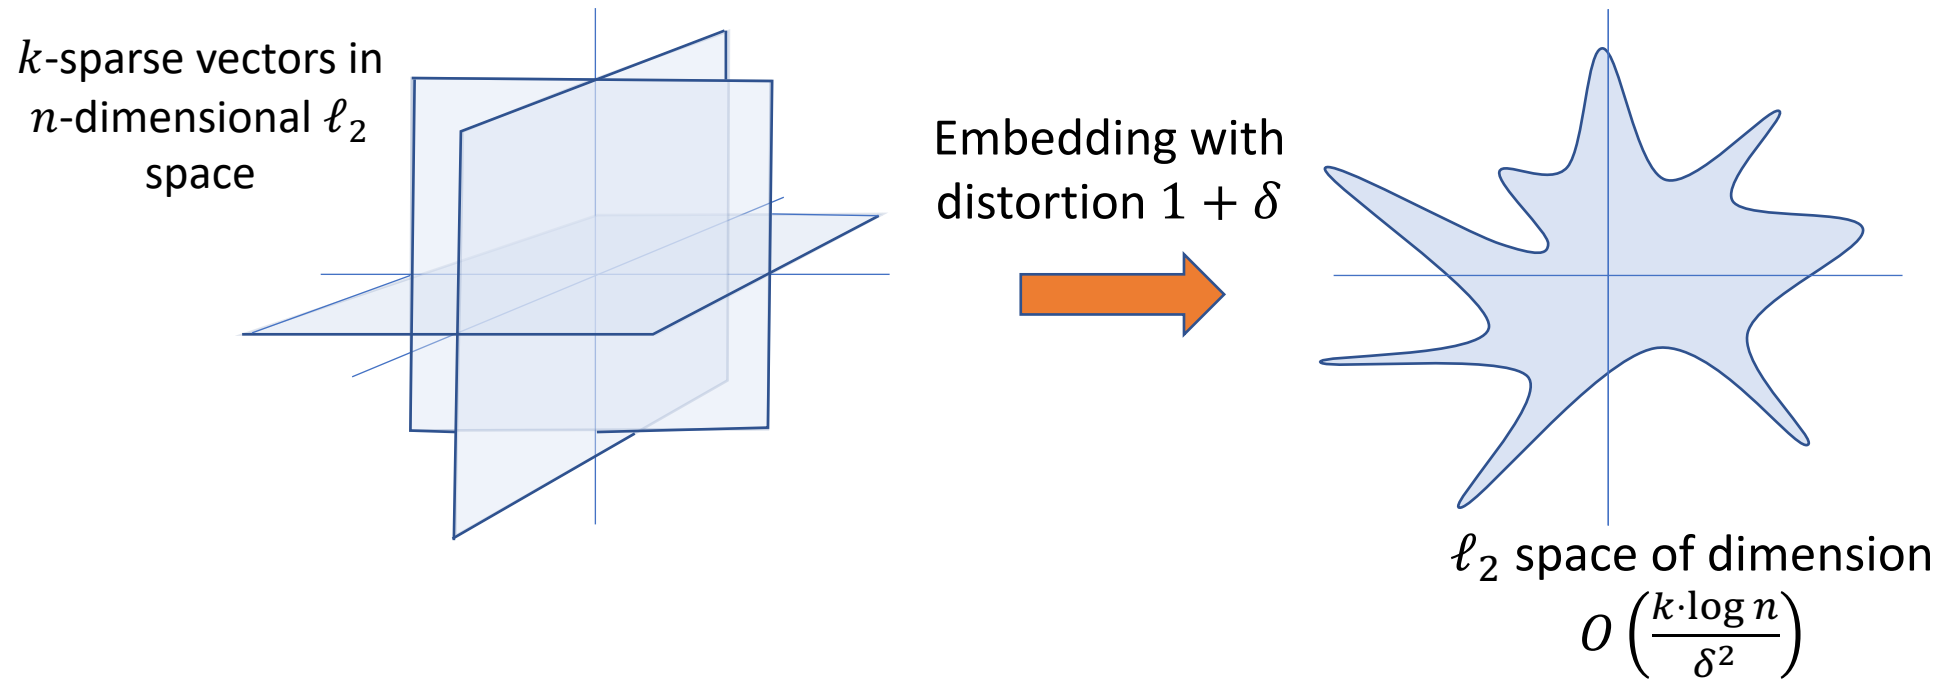 k-sparse vectors in
n-dimensional ℓ₂
space
Embedding with
distortion 1 + δ
ℓ₂ space of dimension
O(k·log n / δ²)